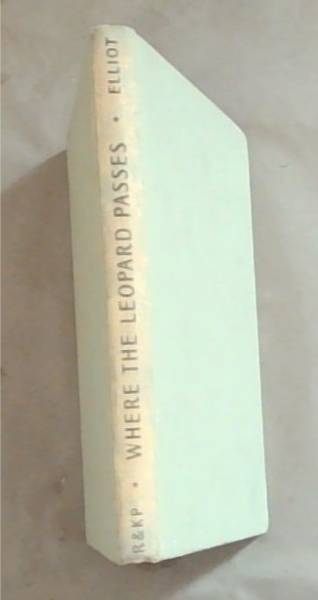 R&KP • WHERE THE LEOPARD PASSES • ELLIOT